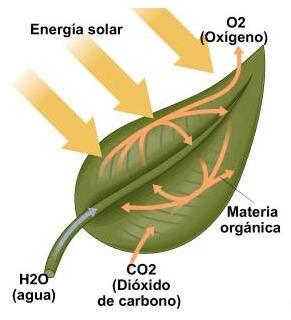 Energía solar
O2
(Oxígeno)
Materia
orgánica
H2O
(agua)
CO2
(Dióxido
de carbono)